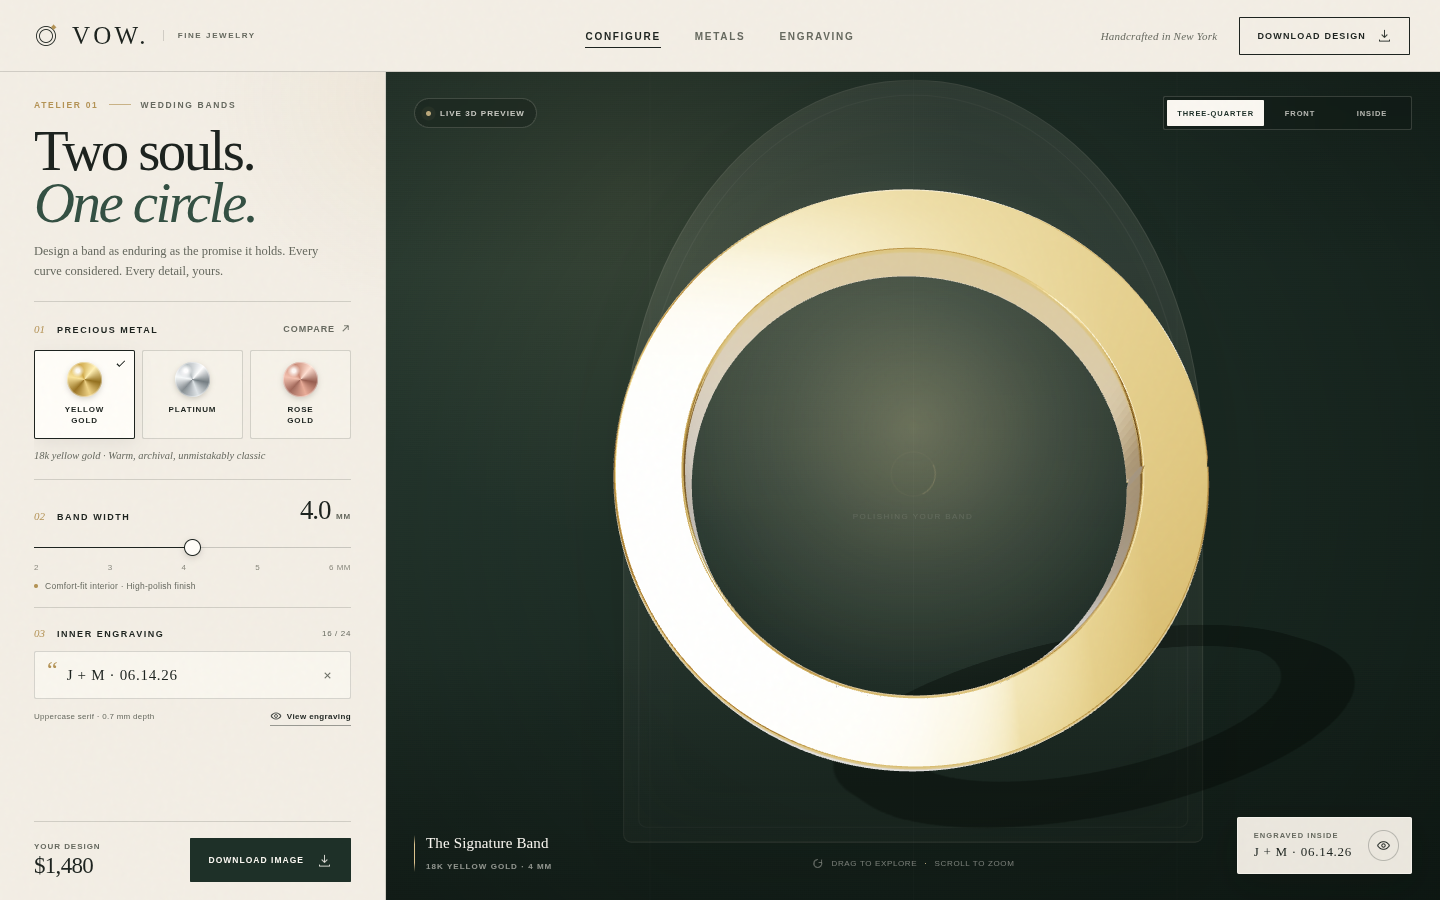 VOW.
FINE JEWELRY
CONFIGURE
METALS
ENGRAVING
Handcrafted in New York
DOWNLOAD DESIGN
ATELIER 01
WEDDING BANDS
Two souls.
One circle.
Design a band as enduring as the promise it holds. Every
curve considered. Every detail, yours.
01 PRECIOUS METAL
COMPARE
YELLOW
GOLD
PLATINUM
ROSE
GOLD
18k yellow gold · Warm, archival, unmistakably classic
02 BAND WIDTH
4.0 MM
2 3 4 5 6 MM
Comfort-fit interior · High-polish finish
03 INNER ENGRAVING
16 / 24
“ J + M · 06.14.26 ×
Uppercase serif · 0.7 mm depth
View engraving
YOUR DESIGN
$1,480
DOWNLOAD IMAGE
LIVE 3D PREVIEW
THREE-QUARTER
FRONT
INSIDE
POLISHING YOUR BAND
The Signature Band
18K YELLOW GOLD · 4 MM
DRAG TO EXPLORE · SCROLL TO ZOOM
ENGRAVED INSIDE
J + M · 06.14.26